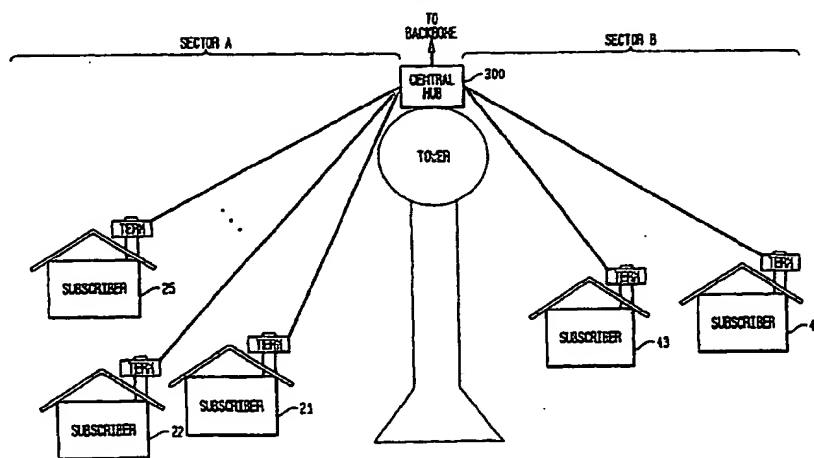 TO
BACKBONE
SECTOR A
SECTOR B
CENTRAL
HUB
300
TOWER
TERM
SUBSCRIBER
25
TERM
SUBSCRIBER
22
TERM
SUBSCRIBER
21
TERM
SUBSCRIBER
43
TERM
SUBSCRIBER